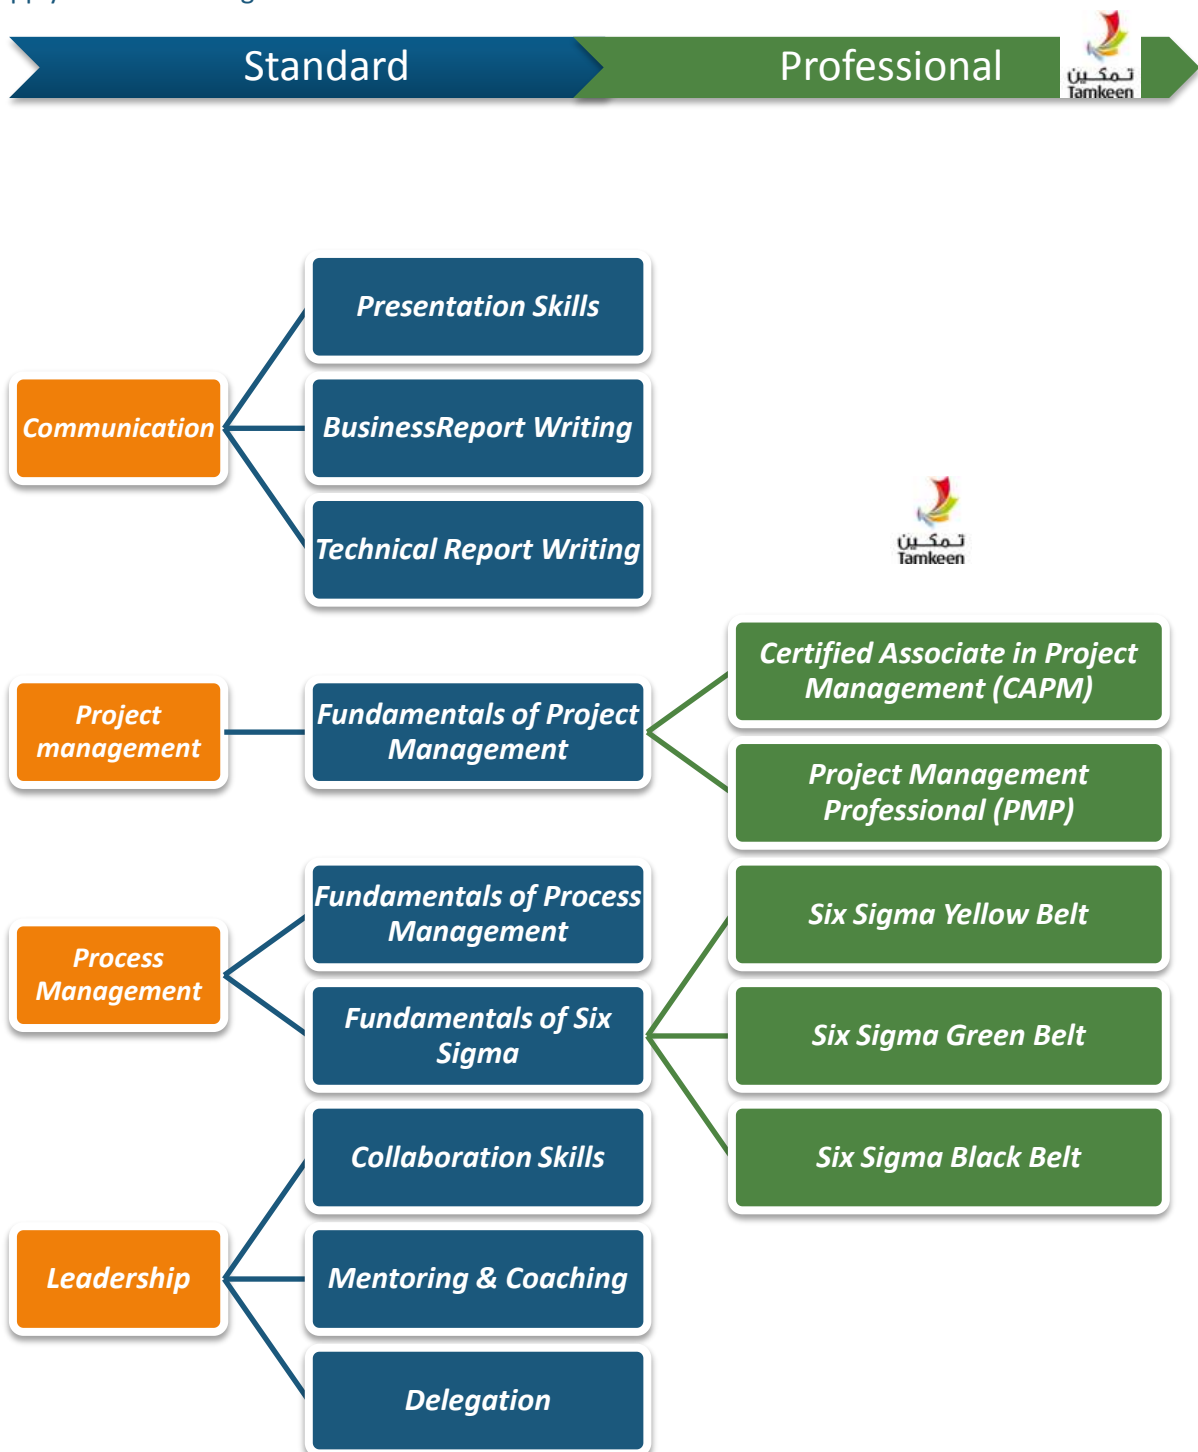 Standard
Professional
تمكين
Tamkeen
Presentation Skills
Communication
BusinessReport Writing
Technical Report Writing
تمكين
Tamkeen
Project
management
Fundamentals of Project
Management
Certified Associate in Project
Management (CAPM)
Project Management
Professional (PMP)
Process
Management
Fundamentals of Process
Management
Fundamentals of Six
Sigma
Six Sigma Yellow Belt
Six Sigma Green Belt
Six Sigma Black Belt
Leadership
Collaboration Skills
Mentoring & Coaching
Delegation